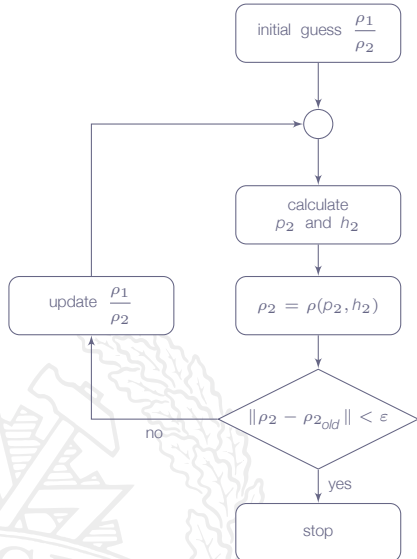 initial guess ρ₁/ρ₂
calculate
p₂ and h₂
update ρ₁/ρ₂
ρ₂ = ρ(p₂, h₂)
‖ρ₂ − ρ₂ₒₗ𝒹‖ < ε
no
yes
stop